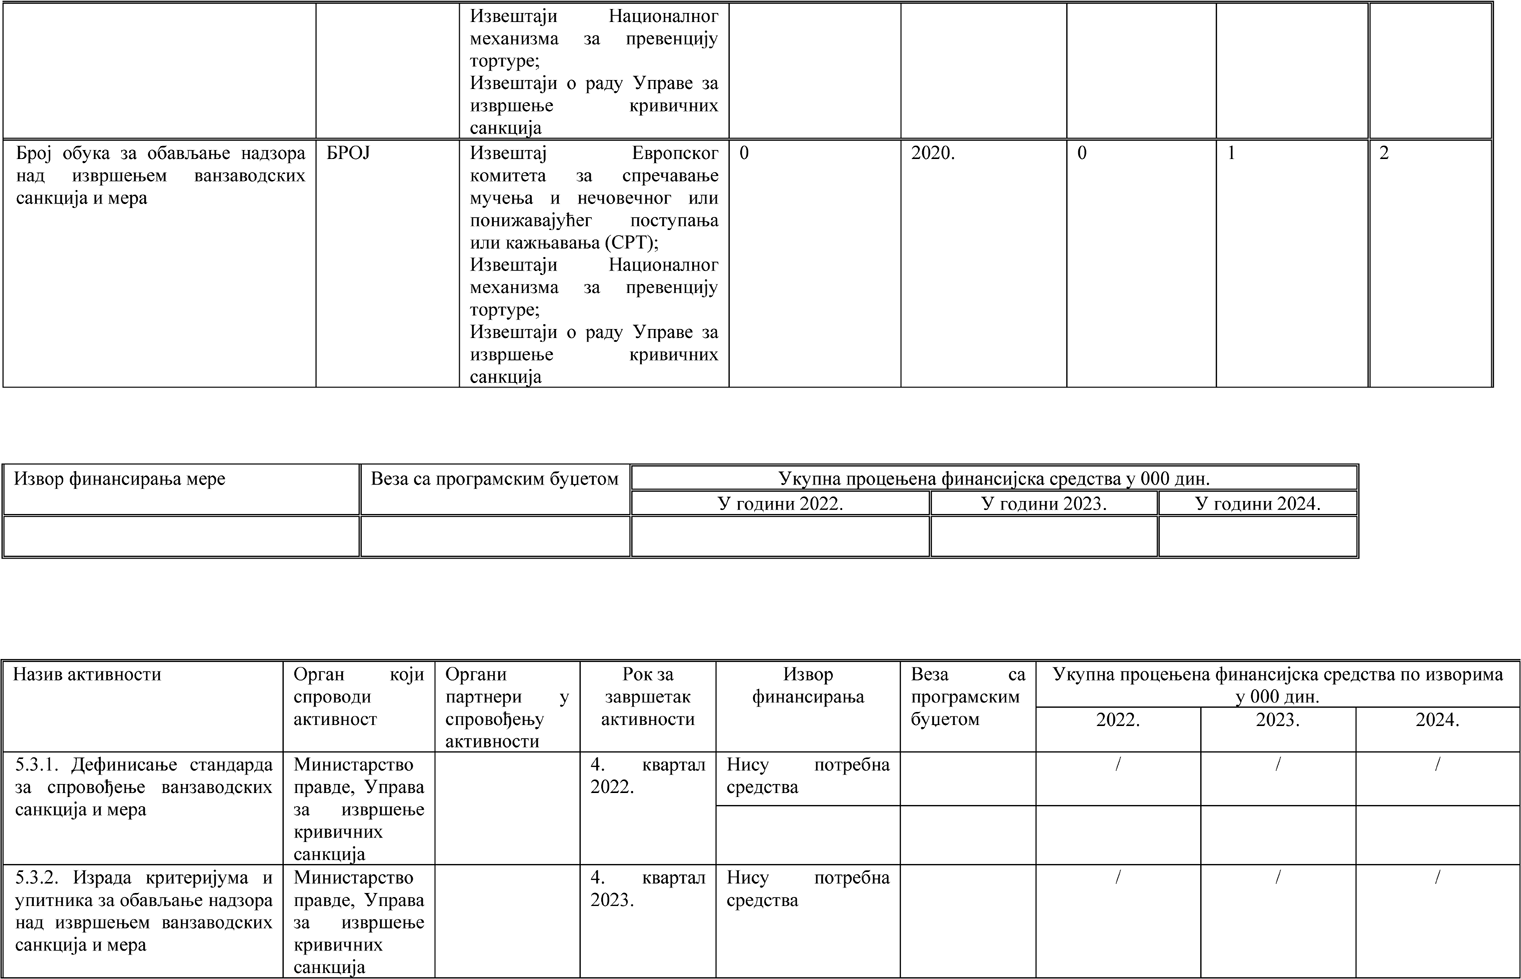 Извештаји Националног
механизма за превенцију
тортуре;
Извештаји о раду Управе за
извршење кривичних
санкција
Број обука за обављање надзора
над извршењем ванзаводских
санкција и мера
БРОЈ
Извештај Европског
комитета за спречавање
мучења и нечовечног или
понижавајућег поступања
или кажњавања (CPT);
Извештаји Националног
механизма за превенцију
тортуре;
Извештаји о раду Управе за
извршење кривичних
санкција
0
2020.
0
1
2
Извор финансирања мере
Веза са програмским буџетом
Укупна процењена финансијска средства у 000 дин.
У години 2022.
У години 2023.
У години 2024.
Назив активности
Орган који
спроводи
активност
Органи
партнери у
спровођењу
активности
Рок за
завршетак
активности
Извор
финансирања
Веза са
програмским
буџетом
Укупна процењена финансијска средства по изворима
у 000 дин.
2022.
2023.
2024.
5.3.1. Дефинисање стандарда
за спровођење ванзаводских
санкција и мера
Министарство
правде, Управа
за извршење
кривичних
санкција
4. квартал
2022.
Нису потребна
средства
/
/
/
5.3.2. Израда критеријума и
упитника за обављање надзора
над извршењем ванзаводских
санкција и мера
Министарство
правде, Управа
за извршење
кривичних
санкција
4. квартал
2023.
Нису потребна
средства
/
/
/